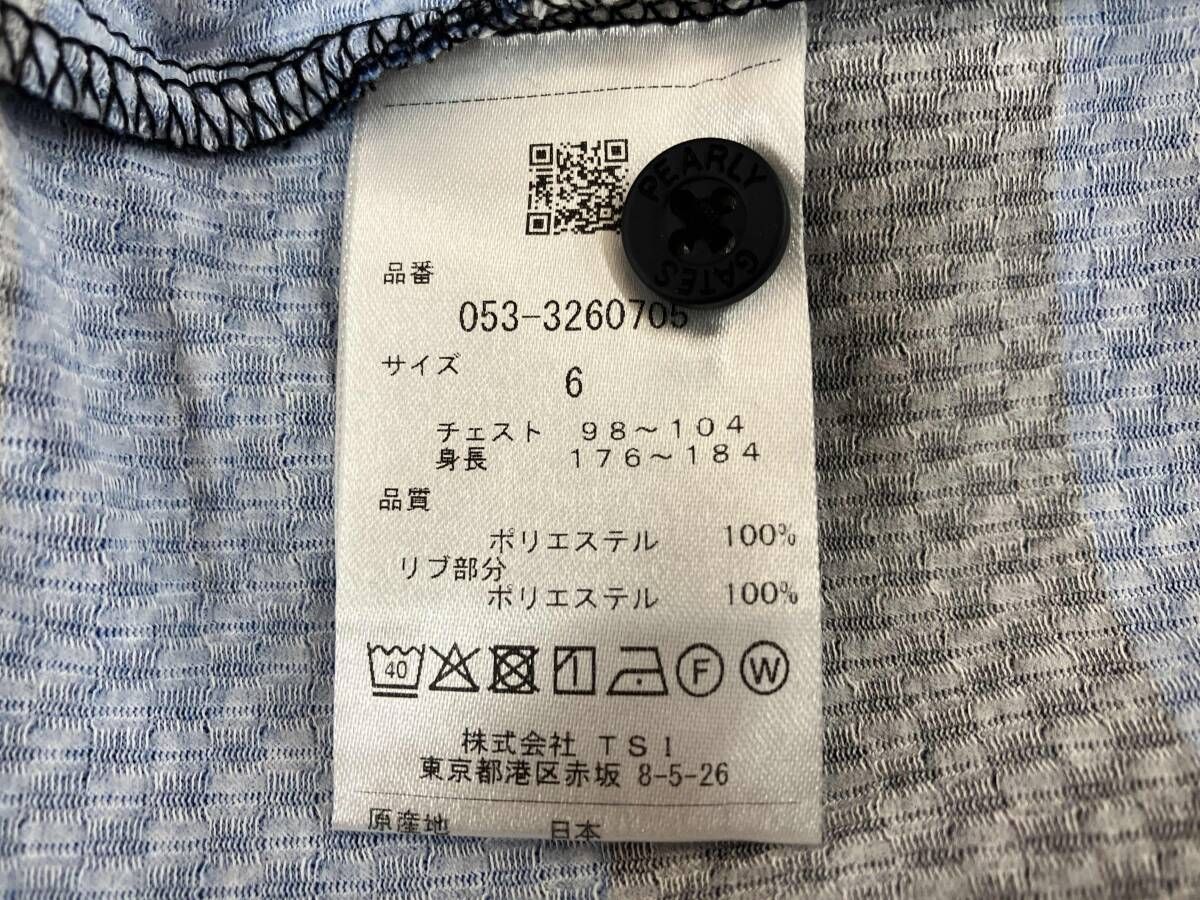 PEARLY
GATES
品番
053-3260705
サイズ
6
チェスト 98～104
身長 176～184
品質
ポリエステル 100%
リブ部分
ポリエステル 100%
40
F
W
株式会社 TSI
東京都港区赤坂 8-5-26
原産地 日本